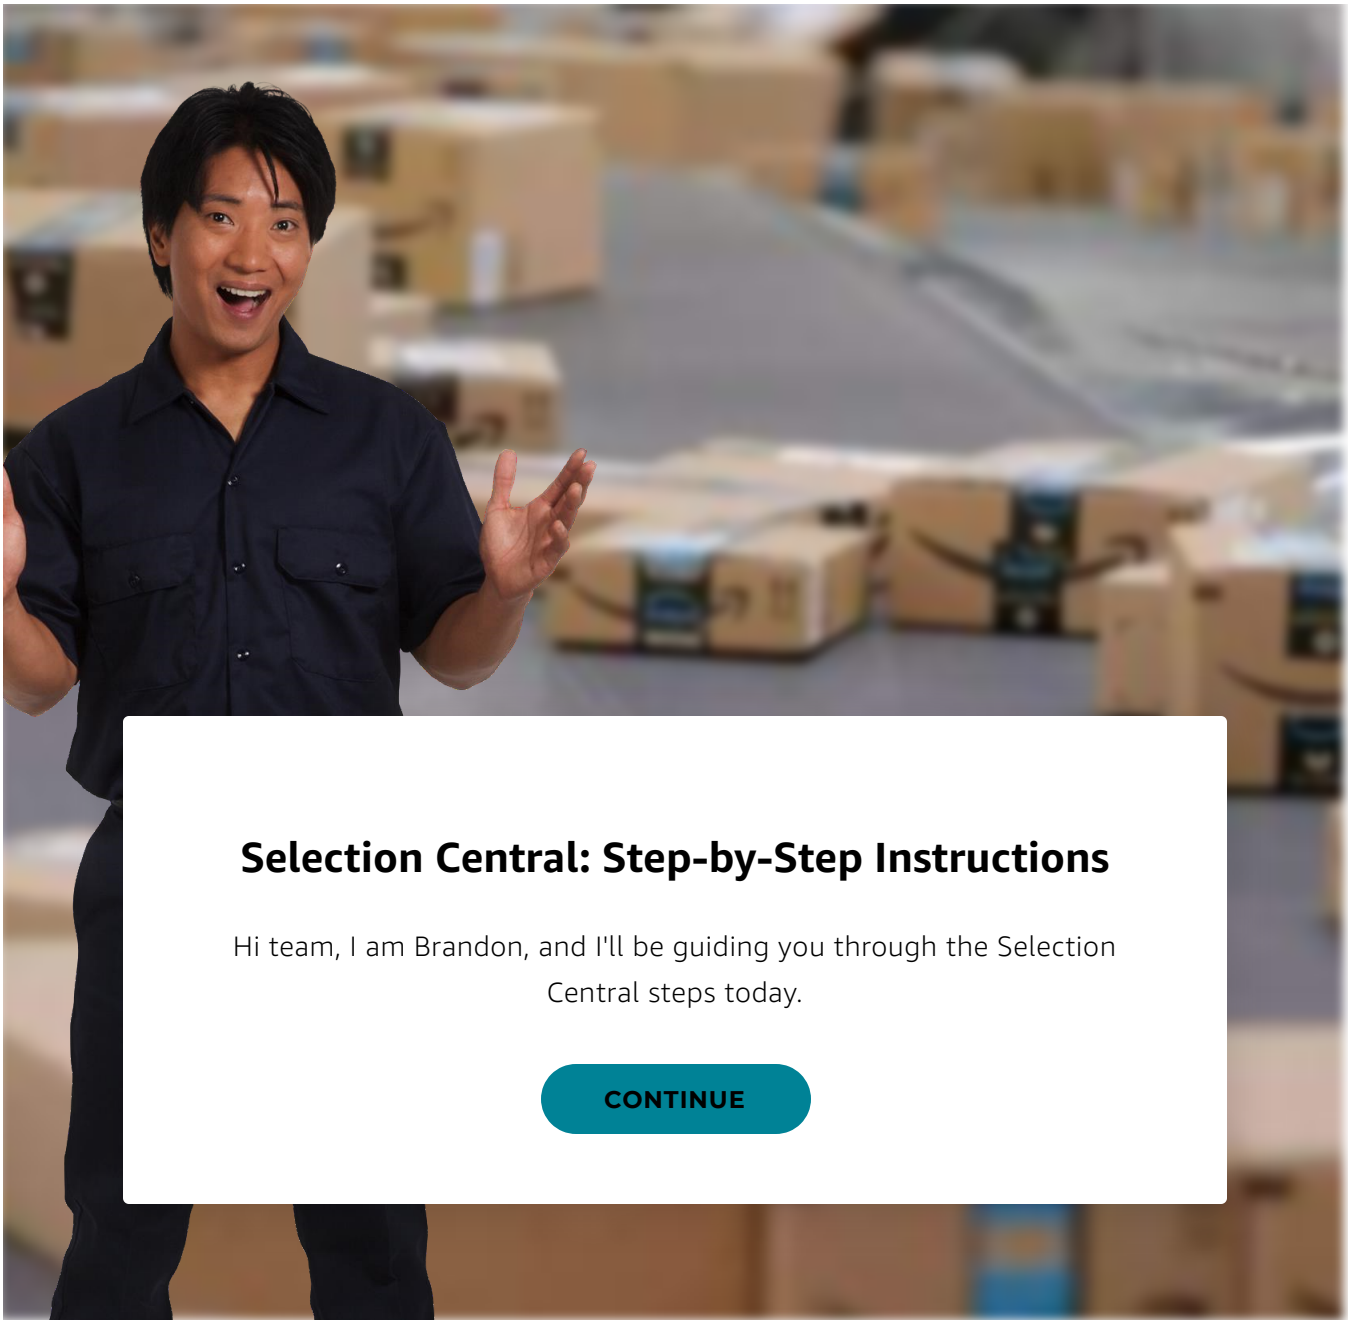 Selection Central: Step-by-Step Instructions
Hi team, I am Brandon, and I'll be guiding you through the Selection
Central steps today.
CONTINUE